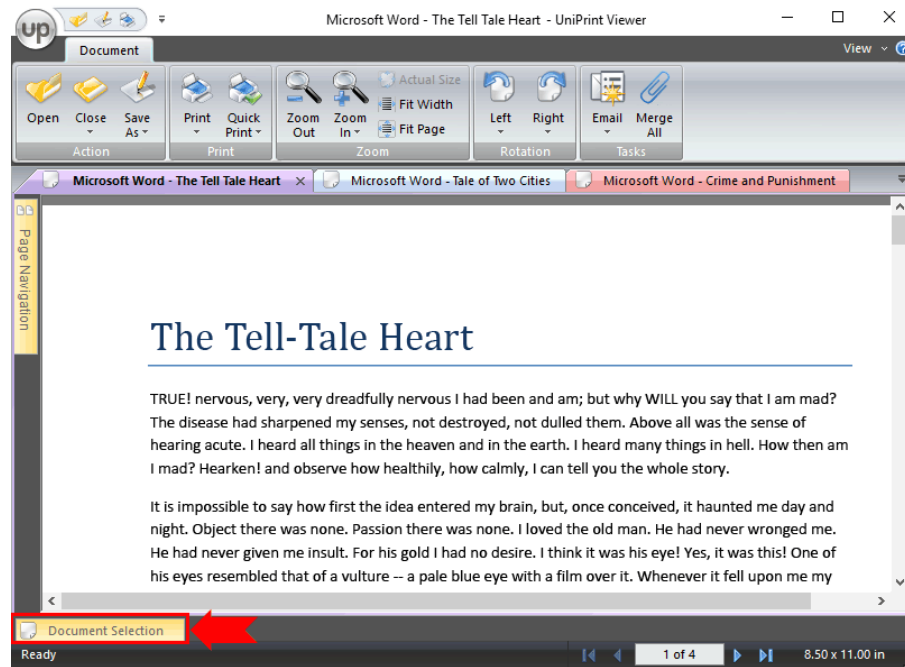 up
Microsoft Word - The Tell Tale Heart - UniPrint Viewer
Document
View
Open
Close
Save As
Action
Print
Quick Print
Print
Zoom Out
Zoom In
Actual Size
Fit Width
Fit Page
Zoom
Left
Right
Rotation
Email
Merge All
Tasks
Microsoft Word - The Tell Tale Heart
Microsoft Word - Tale of Two Cities
Microsoft Word - Crime and Punishment
Page Navigation
The Tell-Tale Heart
TRUE! nervous, very, very dreadfully nervous I had been and am; but why WILL you say that I am mad?
The disease had sharpened my senses, not destroyed, not dulled them. Above all was the sense of
hearing acute. I heard all things in the heaven and in the earth. I heard many things in hell. How then am
I mad? Hearken! and observe how healthily, how calmly, I can tell you the whole story.
It is impossible to say how first the idea entered my brain, but, once conceived, it haunted me day and
night. Object there was none. Passion there was none. I loved the old man. He had never wronged me.
He had never given me insult. For his gold I had no desire. I think it was his eye! Yes, it was this! One of
his eyes resembled that of a vulture -- a pale blue eye with a film over it. Whenever it fell upon me my
Document Selection
Ready
1 of 4
8.50 x 11.00 in